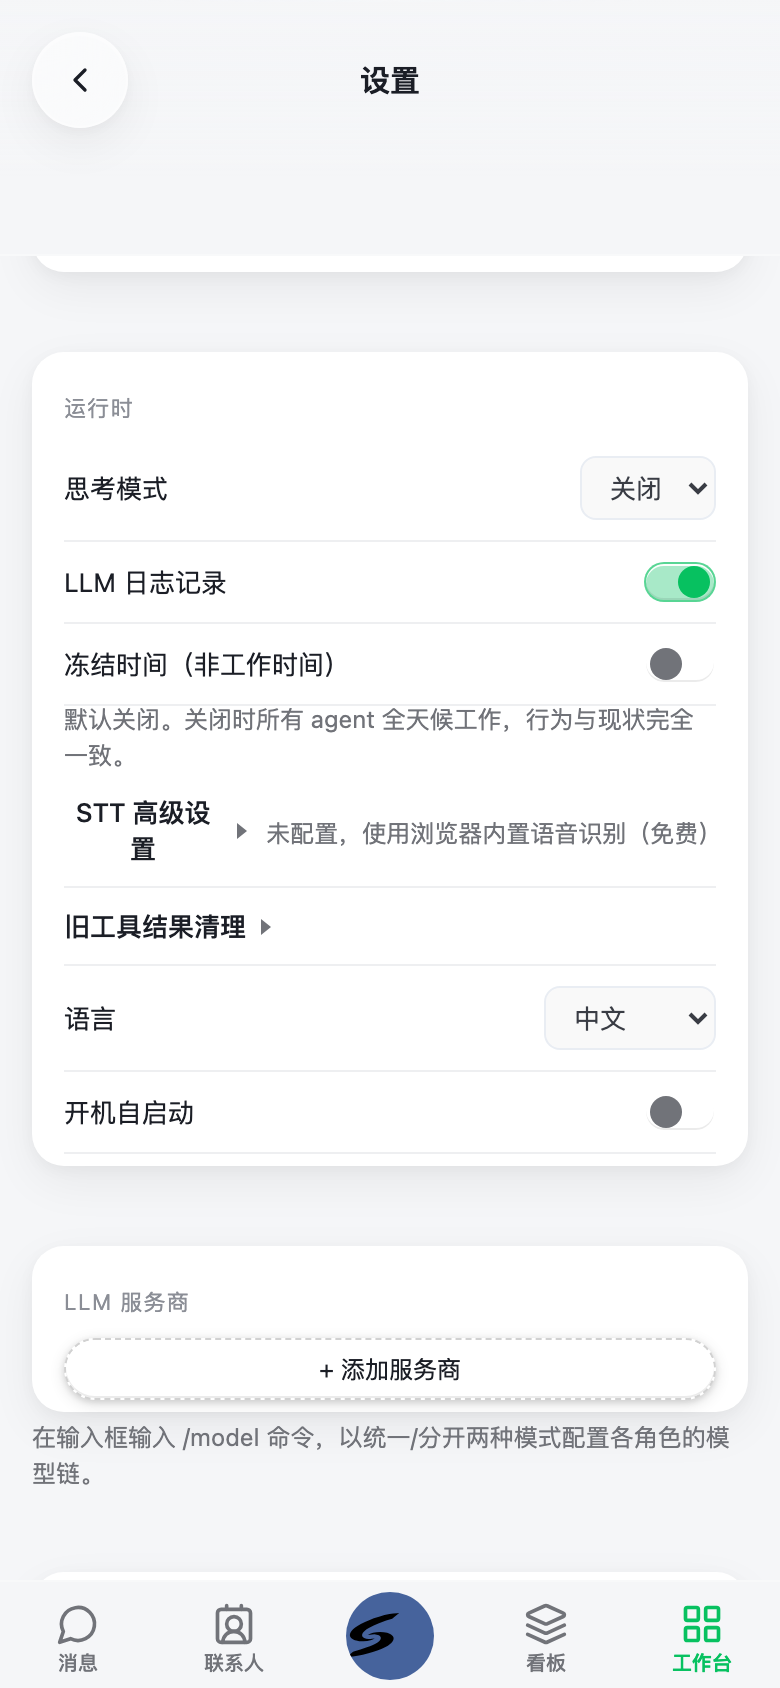 设置
运行时
思考模式
关闭
LLM 日志记录
冻结时间（非工作时间）
默认关闭。关闭时所有 agent 全天候工作，行为与现状完全
一致。
STT 高级设
置
未配置，使用浏览器内置语音识别（免费）
旧工具结果清理
语言
中文
开机自启动
LLM 服务商
+ 添加服务商
在输入框输入 /model 命令，以统一/分开两种模式配置各角色的模
型链。
消息
联系人
看板
工作台